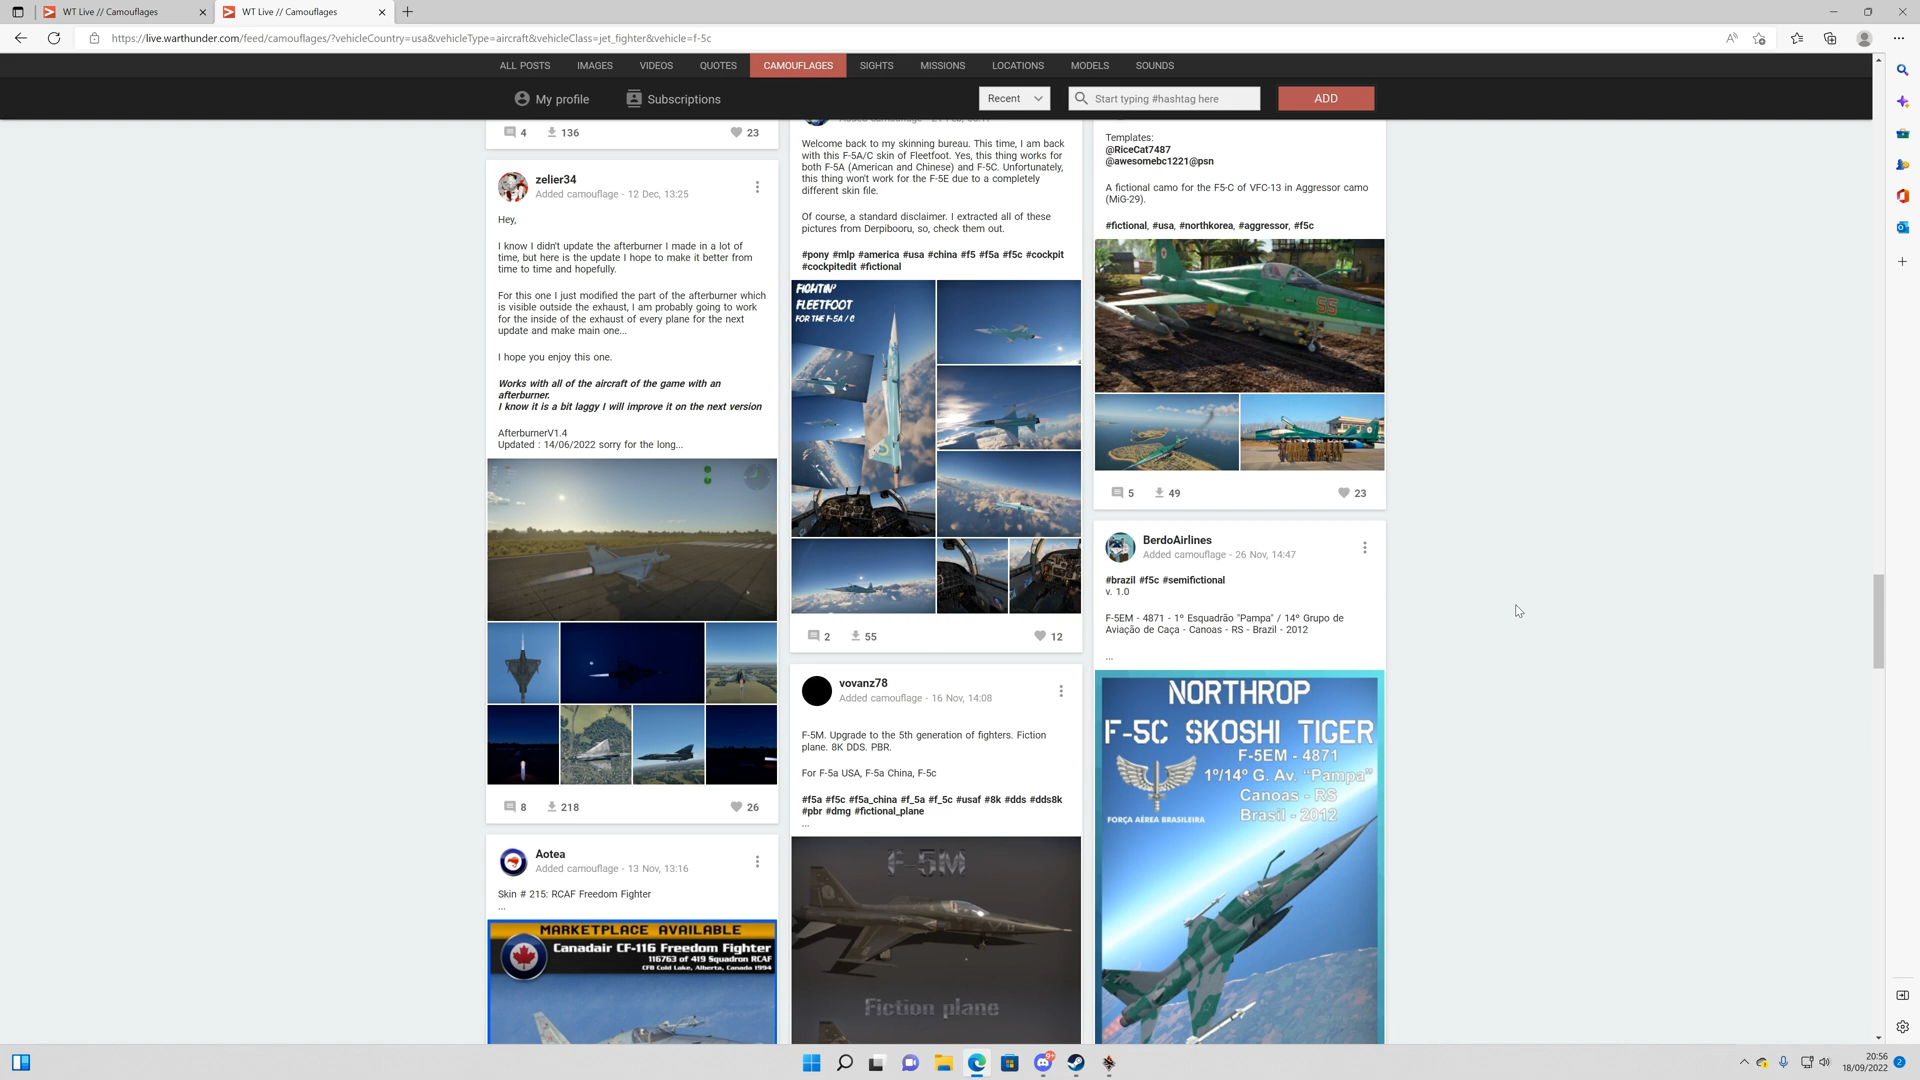 WT Live // Camouflages
WT Live // Camouflages
https://live.warthunder.com/feed/camouflages/?vehicleCountry=usa&vehicleType=aircraft&vehicleClass=jet_fighter&vehicle=f-5c
ALL POSTS IMAGES VIDEOS QUOTES CAMOUFLAGES SIGHTS MISSIONS LOCATIONS MODELS SOUNDS
My profile Subscriptions Recent Start typing #hashtag here ADD
4 136 23
zelier34
Added camouflage - 12 Dec, 13:25
Hey,
I know I didn't update the afterburner I made in a lot of
time, but here is the update I hope to make it better from
time to time and hopefully.
For this one I just modified the part of the afterburner which
is visible outside the exhaust, I am probably going to work
for the inside of the exhaust of every plane for the next
update and make main one...
I hope you enjoy this one.
Works with all of the aircraft of the game with an
afterburner.
I know it is a bit laggy I will improve it on the next version
AfterburnerV1.4
Updated : 14/06/2022 sorry for the long...
8 218 26
Aotea
Added camouflage - 13 Nov, 13:16
Skin # 215: RCAF Freedom Fighter
...
MARKETPLACE AVAILABLE
Canadair CF-116 Freedom Fighter
116763 of 419 Squadron RCAF
CFB Cold Lake, Alberta, Canada 1994
Welcome back to my skinning bureau. This time, I am back
with this F-5A/C skin of Fleetfoot. Yes, this thing works for
both F-5A (American and Chinese) and F-5C. Unfortunately,
this thing won't work for the F-5E due to a completely
different skin file.
Of course, a standard disclaimer. I extracted all of these
pictures from Derpibooru, so, check them out.
#pony #mlp #america #usa #china #f5 #f5a #f5c #cockpit
#cockpitedit #fictional
FIGHTIN'
FLEETFOOT
FOR THE F-5A / C
2 55 12
vovanz78
Added camouflage - 16 Nov, 14:08
F-5M. Upgrade to the 5th generation of fighters. Fiction
plane. 8K DDS. PBR.
For F-5a USA, F-5a China, F-5c
#f5a #f5c #f5a_china #f_5a #f_5c #usaf #8k #dds #dds8k
#pbr #dmg #fictional_plane
...
F-5M
Fiction plane
Templates:
@RiceCat7487
@awesomebc1221@psn
A fictional camo for the F5-C of VFC-13 in Aggressor camo
(MiG-29).
#fictional, #usa, #northkorea, #aggressor, #f5c
55
5 49 23
BerdoAirlines
Added camouflage - 26 Nov, 14:47
#brazil #f5c #semifictional
v. 1.0
F-5EM - 4871 - 1º Esquadrão "Pampa" / 14º Grupo de
Aviação de Caça - Canoas - RS - Brazil - 2012
...
NORTHROP
F-5C SKOSHI TIGER
F-5EM - 4871
1º/14º G. Av. "Pampa"
Canoas - RS
Brasil - 2012
FORÇA AÉREA BRASILEIRA
20:56
18/09/2022
2